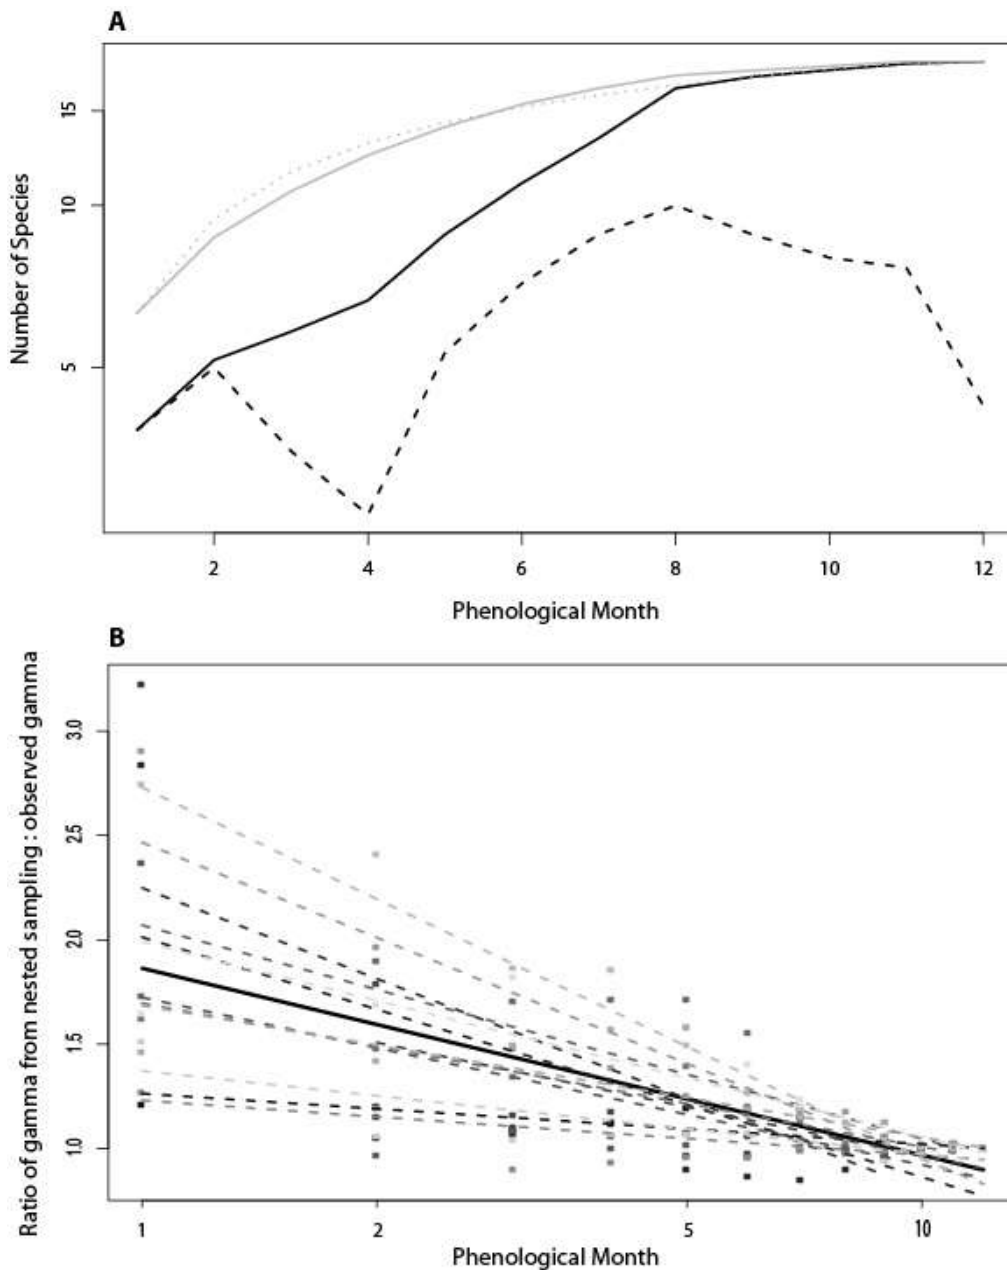 A
Number of Species
15
10
5
2 4 6 8 10 12
Phenological Month
B
Ratio of gamma from nested sampling : observed gamma
3.0
2.5
2.0
1.5
1.0
1 2 5 10
Phenological Month